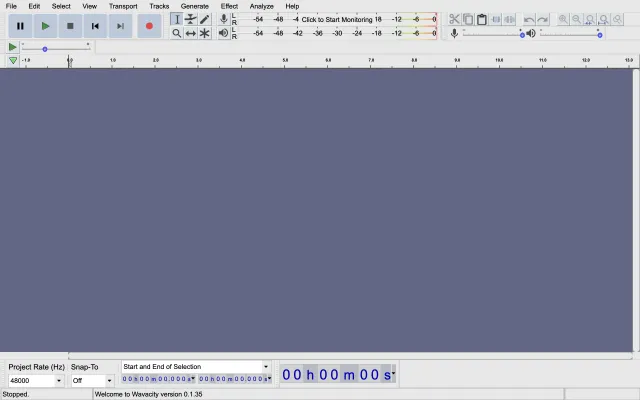 File Edit Select View Transport Tracks Generate Effect Analyze Help
L
R
-54 -48 -4 Click to Start Monitoring 18 -12 -6 0
L
R
-54 -48 -42 -36 -30 -24 -18 -12 -6 0
-1.0 0.0 1.0 2.0 3.0 4.0 5.0 6.0 7.0 8.0 9.0 10.0 11.0 12.0 13.0
Project Rate (Hz) Snap-To Start and End of Selection
48000 Off 00h00m00.000s 00h00m00.000s
00h00m00s
Stopped. Welcome to Wavacity version 0.1.35